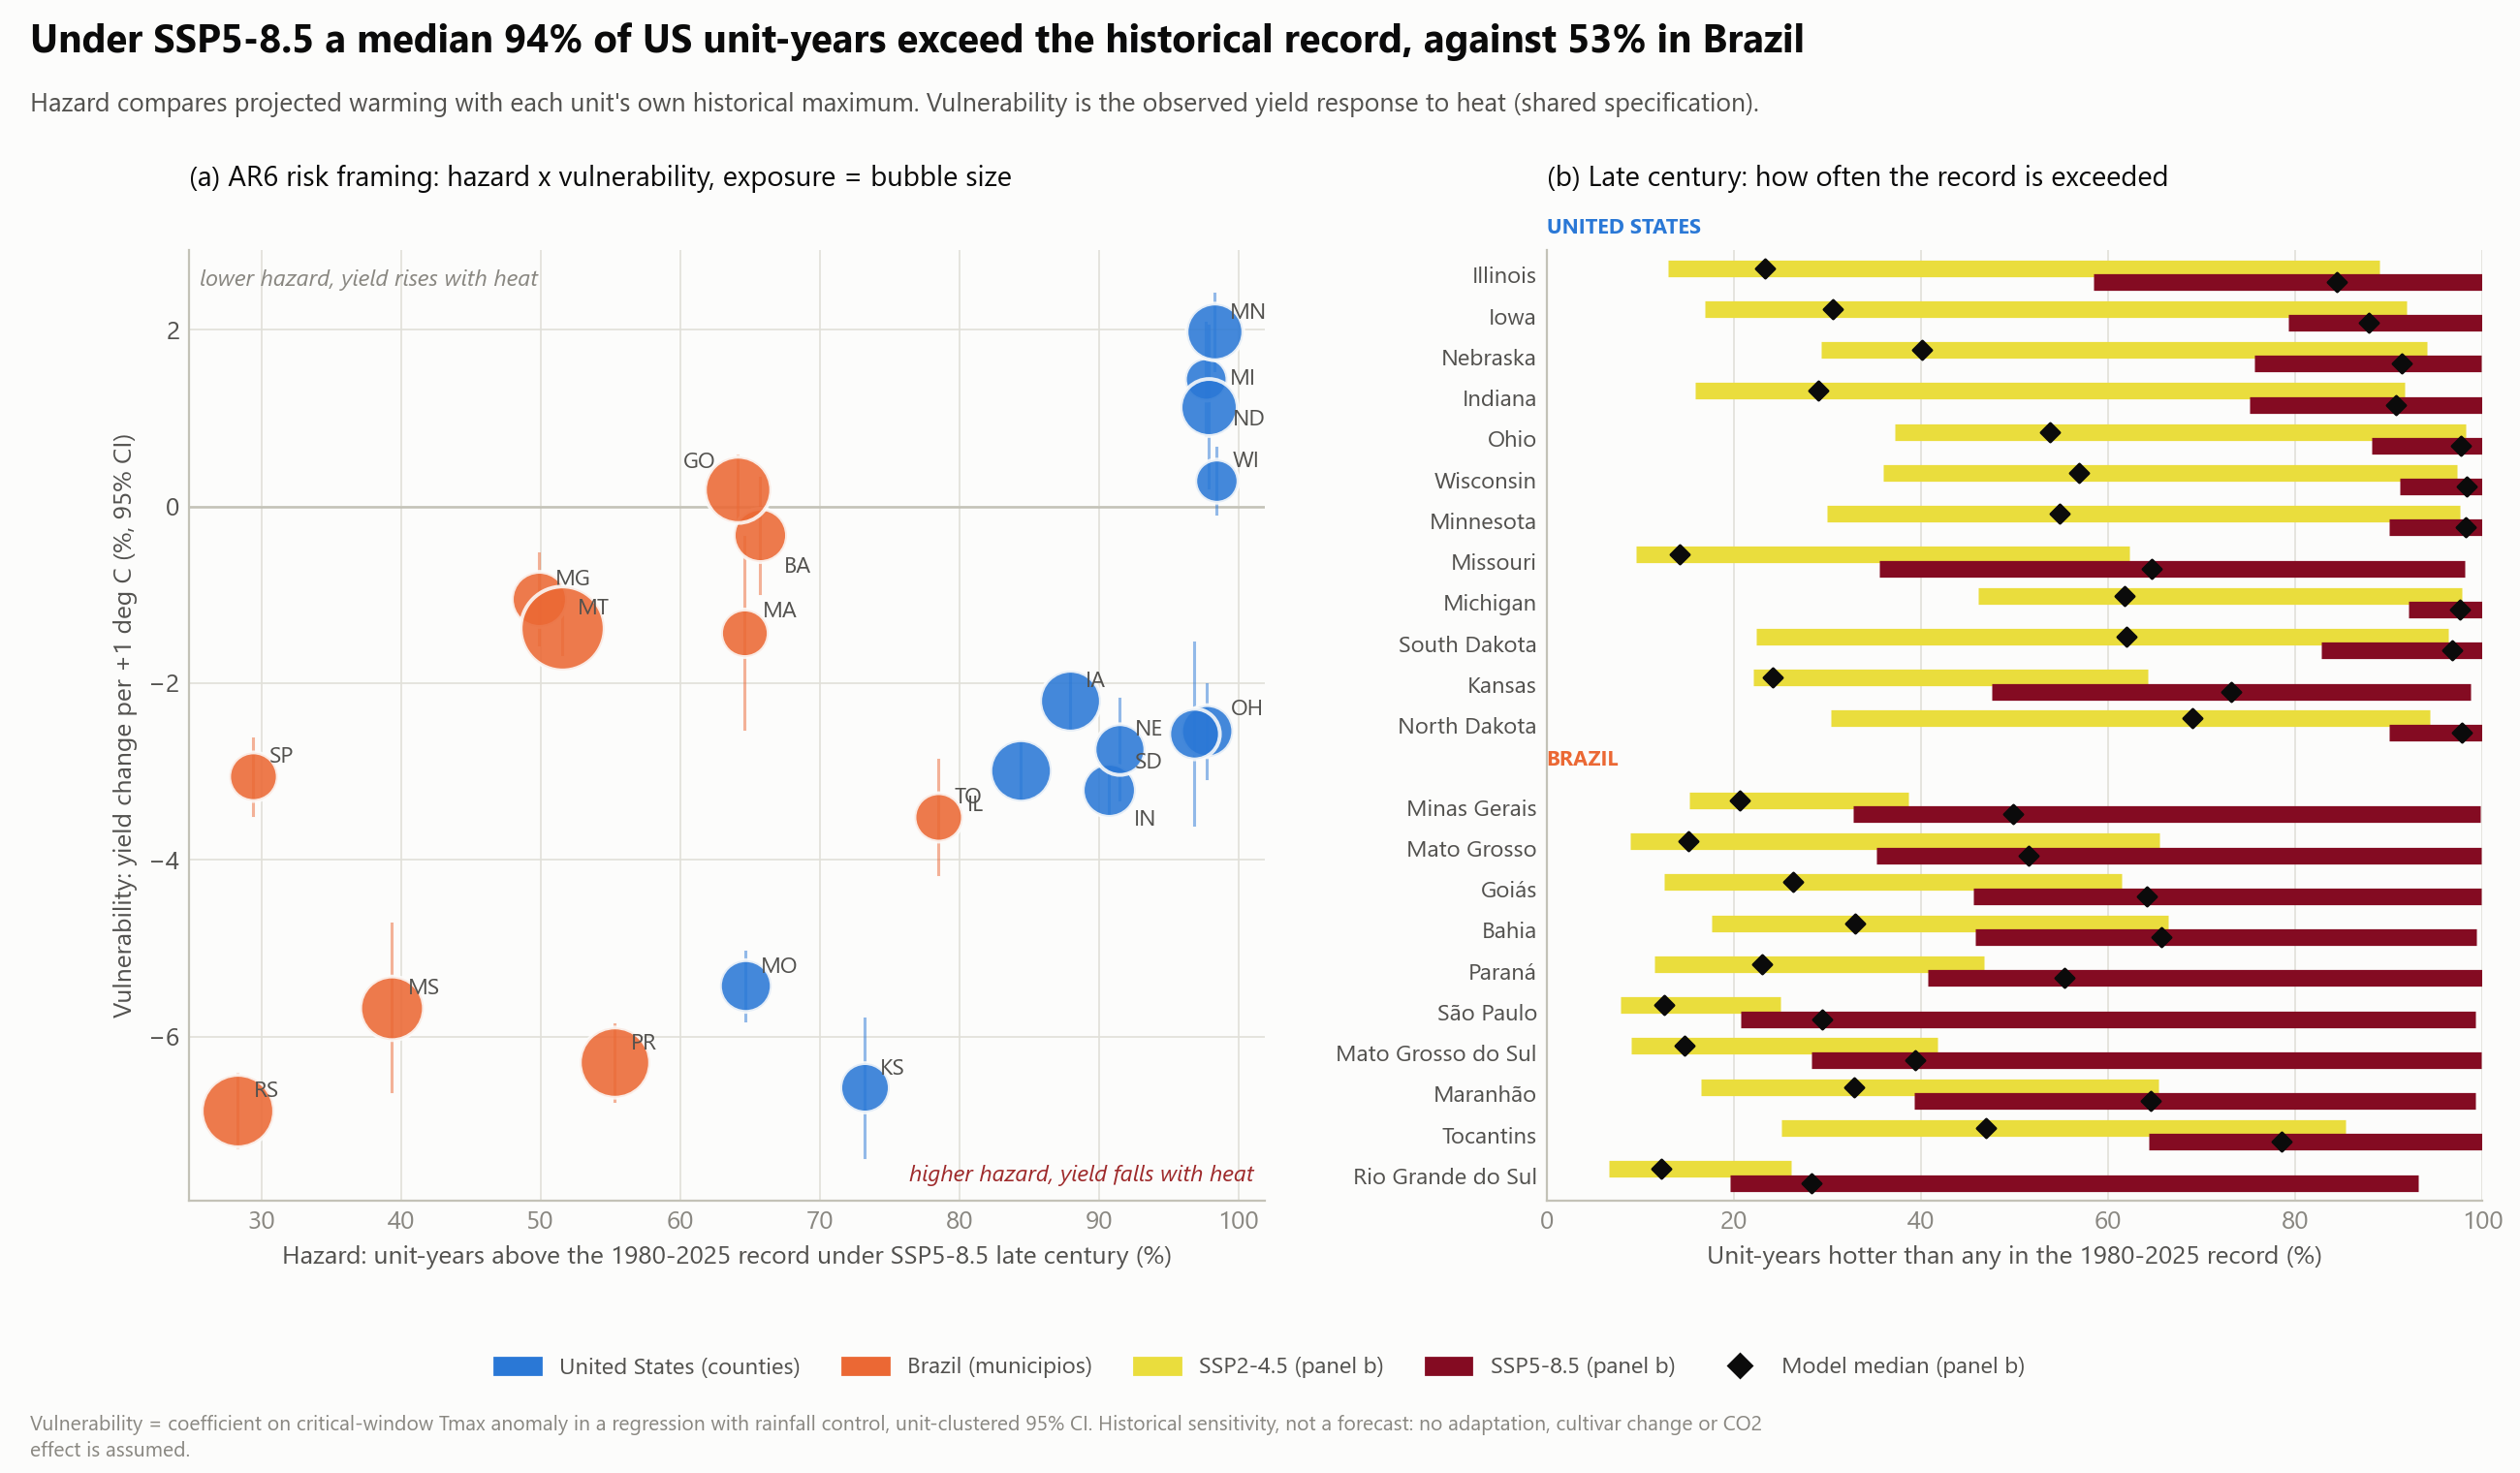 Under SSP5-8.5 a median 94% of US unit-years exceed the historical record, against 53% in Brazil
Hazard compares projected warming with each unit's own historical maximum. Vulnerability is the observed yield response to heat (shared specification).
(a) AR6 risk framing: hazard x vulnerability, exposure = bubble size
lower hazard, yield rises with heat
MN
MI
ND
WI
GO
BA
MG
MT
MA
IA
OH
NE
SD
SP
TO
IL
IN
MO
MS
PR
KS
RS
higher hazard, yield falls with heat
2
0
−2
−4
−6
Vulnerability: yield change per +1 deg C (%, 95% CI)
30 40 50 60 70 80 90 100
Hazard: unit-years above the 1980-2025 record under SSP5-8.5 late century (%)
(b) Late century: how often the record is exceeded
UNITED STATES
Illinois
Iowa
Nebraska
Indiana
Ohio
Wisconsin
Minnesota
Missouri
Michigan
South Dakota
Kansas
North Dakota
BRAZIL
Minas Gerais
Mato Grosso
Goiás
Bahia
Paraná
São Paulo
Mato Grosso do Sul
Maranhão
Tocantins
Rio Grande do Sul
0 20 40 60 80 100
Unit-years hotter than any in the 1980-2025 record (%)
United States (counties)
Brazil (municipios)
SSP2-4.5 (panel b)
SSP5-8.5 (panel b)
Model median (panel b)
Vulnerability = coefficient on critical-window Tmax anomaly in a regression with rainfall control, unit-clustered 95% CI. Historical sensitivity, not a forecast: no adaptation, cultivar change or CO2
effect is assumed.